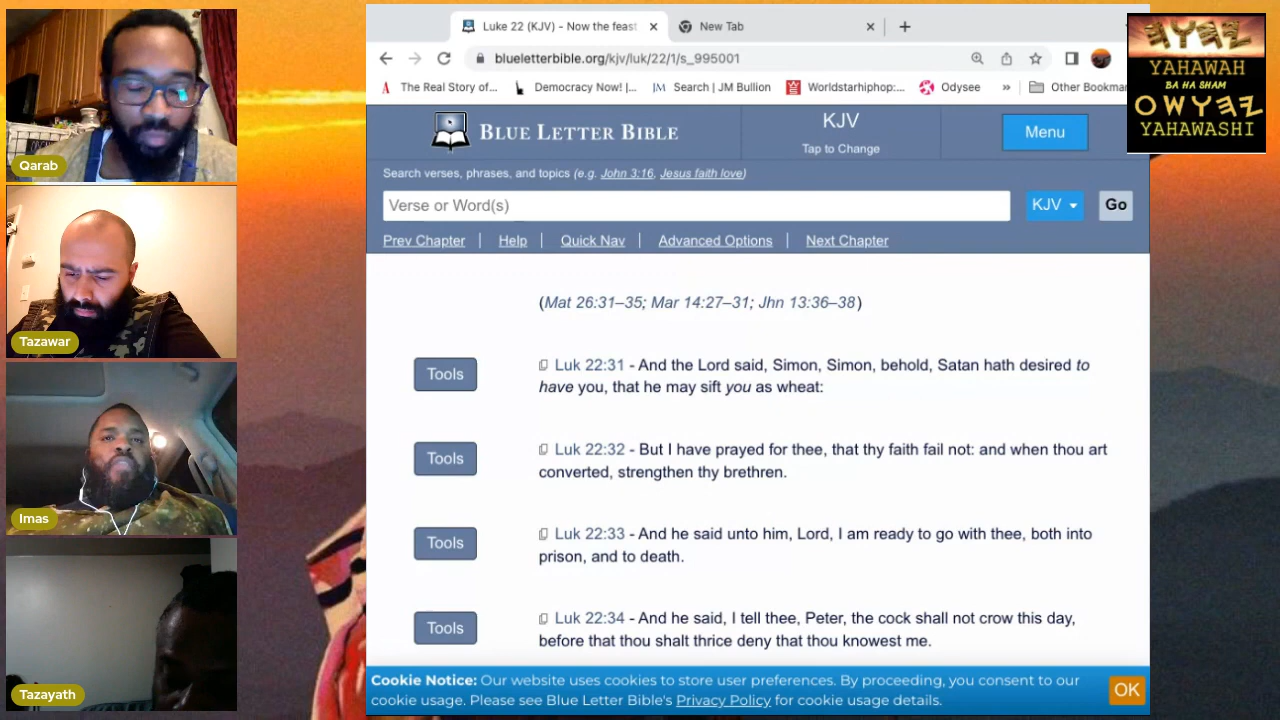 Qarab
Tazawar
Imas
Tazayath
Luke 22 (KJV) - Now the feast
New Tab
blueletterbible.org/kjv/luk/22/1/s_995001
The Real Story of...
Democracy Now! |...
Search | JM Bullion
Worldstarhiphop:...
Odysee
»
Other Bookmar
BLUE LETTER BIBLE
KJV
Tap to Change
Menu
Search verses, phrases, and topics (e.g. John 3:16, Jesus faith love)
Verse or Word(s)
KJV
Go
Prev Chapter | Help | Quick Nav | Advanced Options | Next Chapter
(Mat 26:31–35; Mar 14:27–31; Jhn 13:36–38)
Tools
Luk 22:31 - And the Lord said, Simon, Simon, behold, Satan hath desired to
have you, that he may sift you as wheat:
Tools
Luk 22:32 - But I have prayed for thee, that thy faith fail not: and when thou art
converted, strengthen thy brethren.
Tools
Luk 22:33 - And he said unto him, Lord, I am ready to go with thee, both into
prison, and to death.
Tools
Luk 22:34 - And he said, I tell thee, Peter, the cock shall not crow this day,
before that thou shalt thrice deny that thou knowest me.
Cookie Notice: Our website uses cookies to store user preferences. By proceeding, you consent to our
cookie usage. Please see Blue Letter Bible's Privacy Policy for cookie usage details.
OK
YAHAWAH
BA HA SHAM
YAHAWASHI